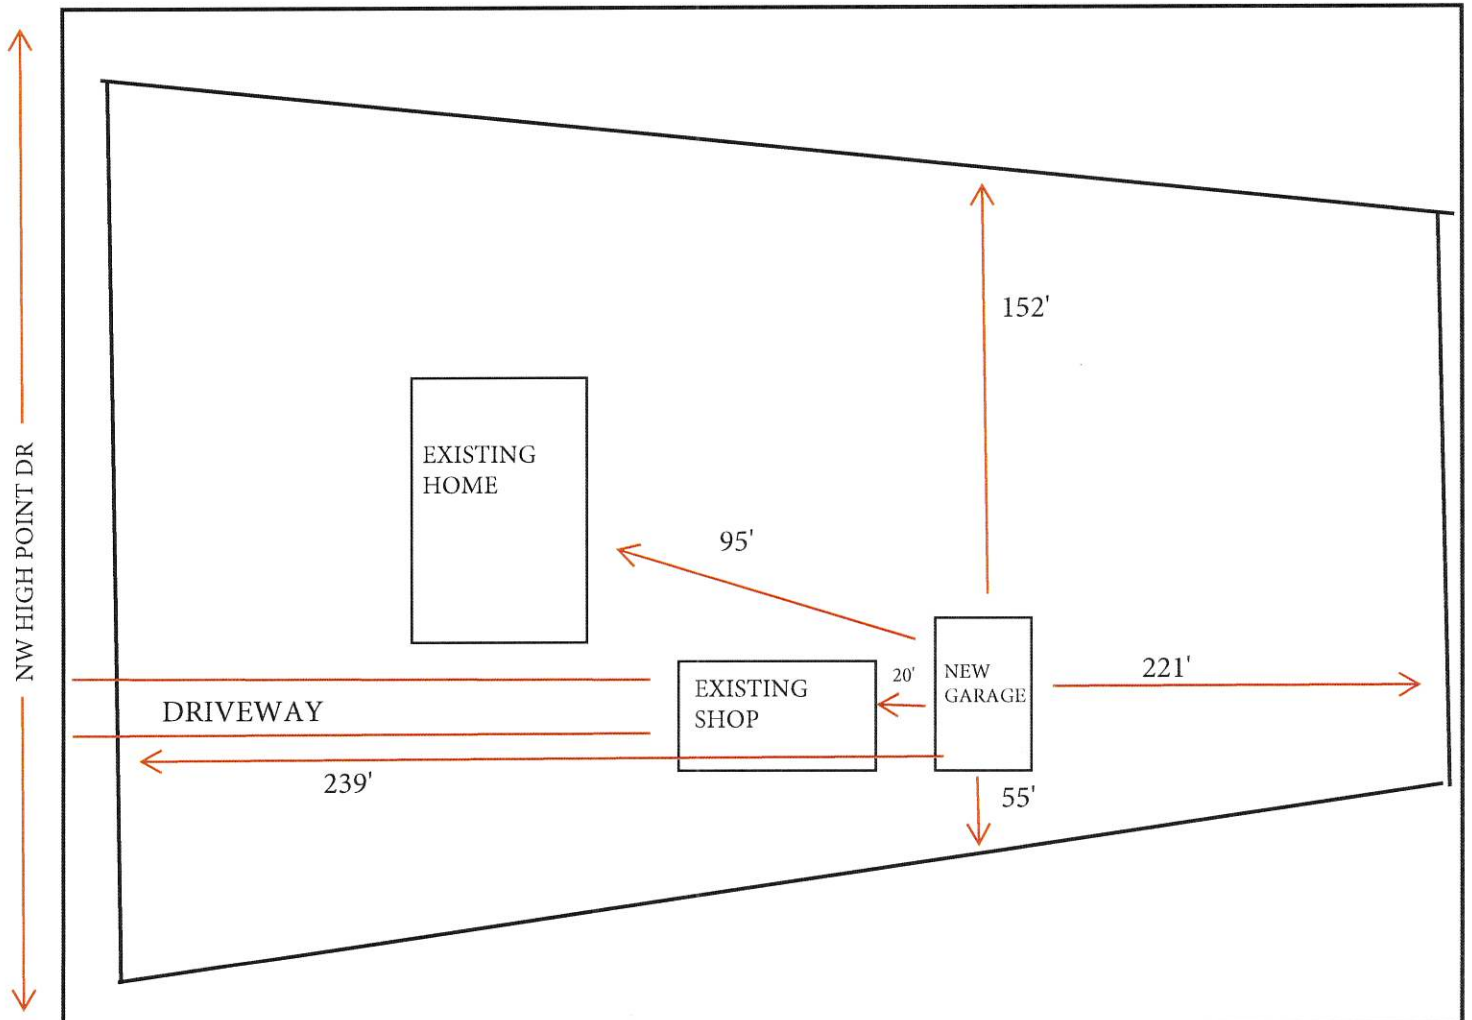 NW HIGH POINT DR
152'
EXISTING
HOME
95'
20'
NEW
GARAGE
221'
EXISTING
SHOP
DRIVEWAY
239'
55'